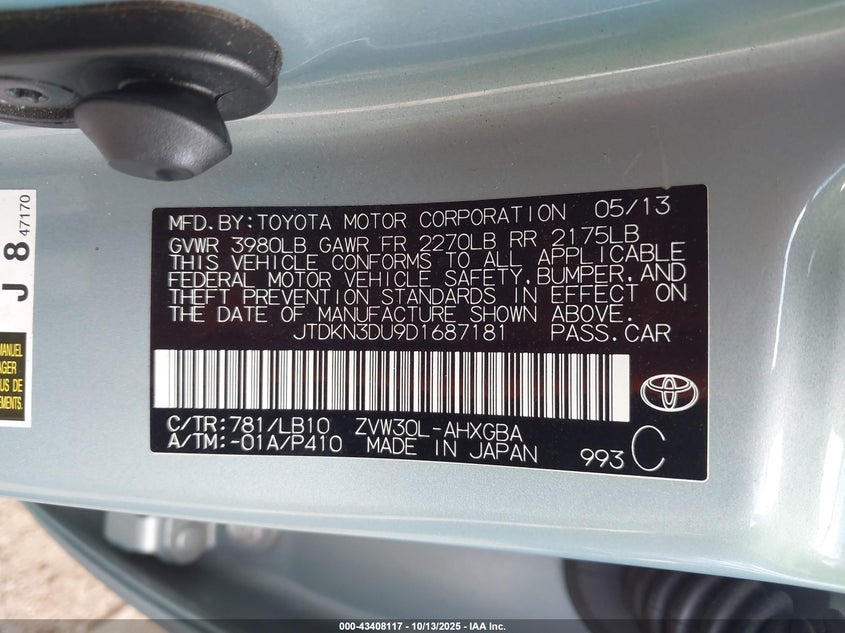 MFD. BY: TOYOTA MOTOR CORPORATION 05/13
GVWR 3980LB GAWR FR 2270LB RR 2175LB
THIS VEHICLE CONFORMS TO ALL APPLICABLE
FEDERAL MOTOR VEHICLE SAFETY, BUMPER, AND
THEFT PREVENTION STANDARDS IN EFFECT ON
THE DATE OF MANUFACTURE SHOWN ABOVE.
JTDKN3DU9D1687181 PASS. CAR
C/TR: 781/LB10 ZVW30L-AHXGBA
A/TM: -01A/P410 MADE IN JAPAN 993 C
J 8 47170
MANUEL
AGER
US DE
EMENTS.
000-43408117 - 10/13/2025 - IAA Inc.